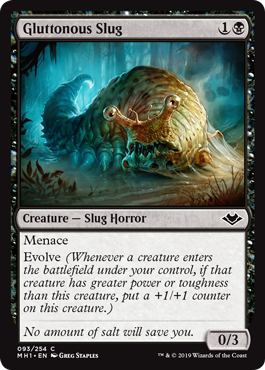 Gluttonous Slug 1
Creature — Slug Horror
Menace
Evolve (Whenever a creature enters
the battlefield under your control, if that
creature has greater power or toughness
than this creature, put a +1/+1 counter
on this creature.)
No amount of salt will save you.
0/3
093/254 C
MH1 • EN Greg Staples
™ & © 2019 Wizards of the Coast